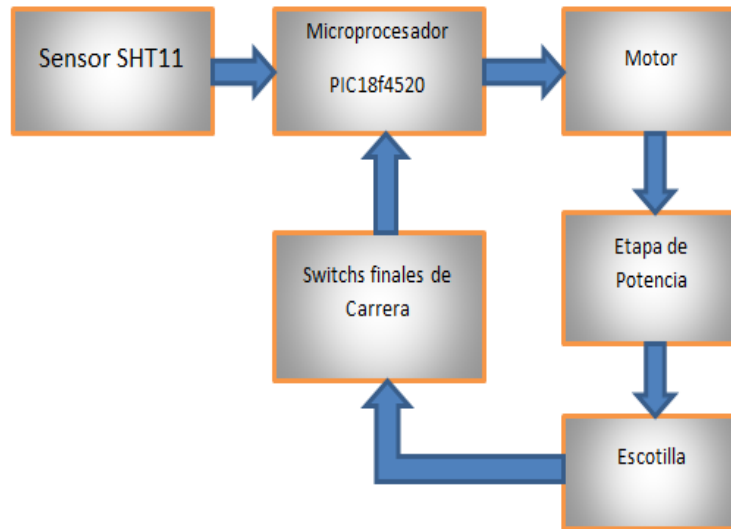 Sensor SHT11
Microprocesador
PIC18f4520
Motor
Switchs finales de
Carrera
Etapa de
Potencia
Escotilla